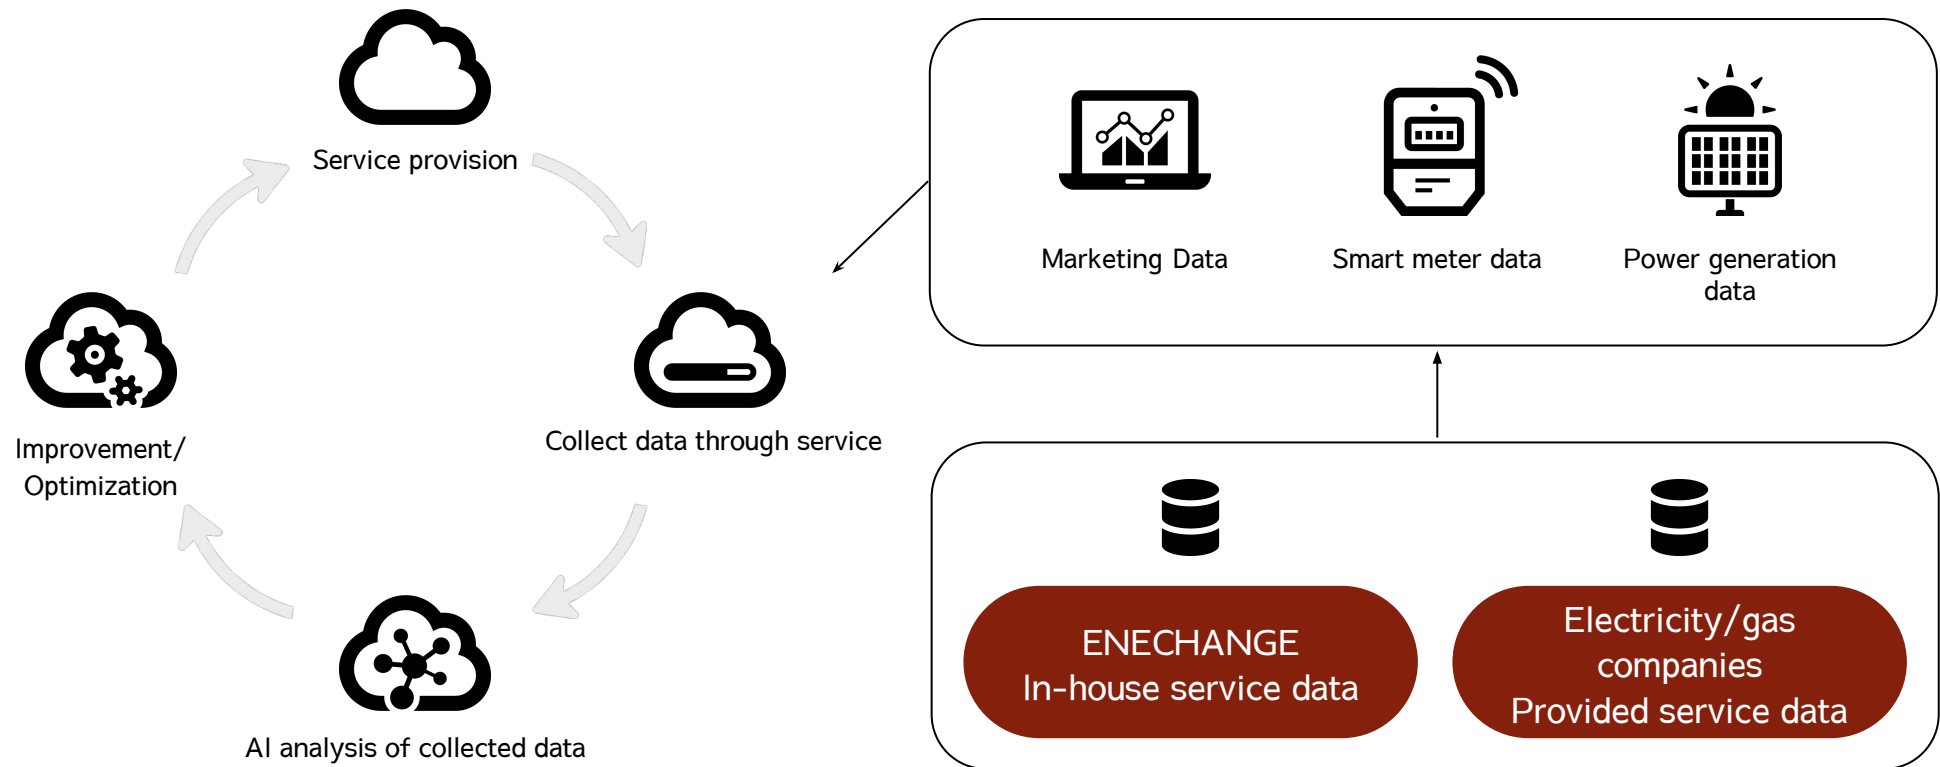 Service provision
Collect data through service
AI analysis of collected data
Improvement/
Optimization
Marketing Data
Smart meter data
Power generation
data
ENECHANGE
In-house service data
Electricity/gas
companies
Provided service data